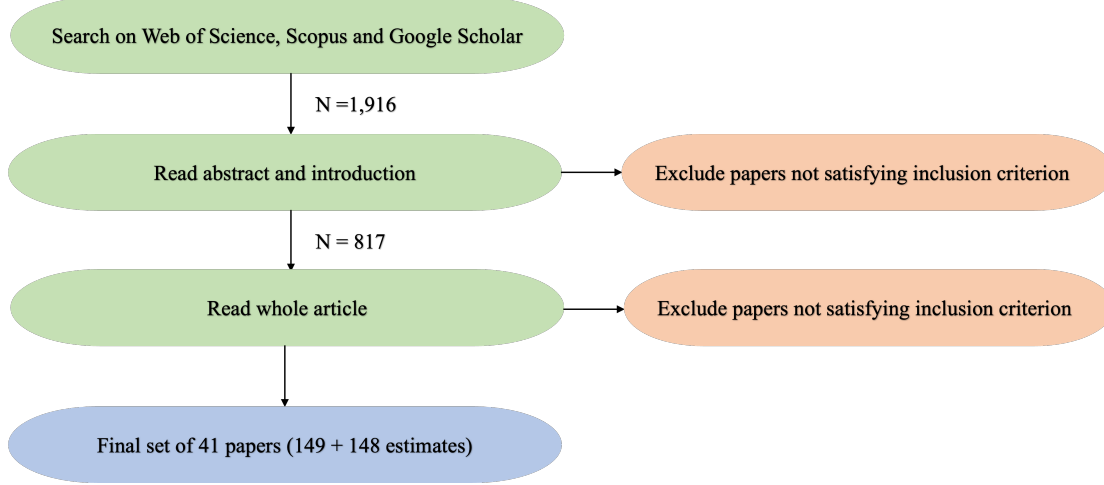 Search on Web of Science, Scopus and Google Scholar
N =1,916
Read abstract and introduction
Exclude papers not satisfying inclusion criterion
N = 817
Read whole article
Exclude papers not satisfying inclusion criterion
Final set of 41 papers (149 + 148 estimates)